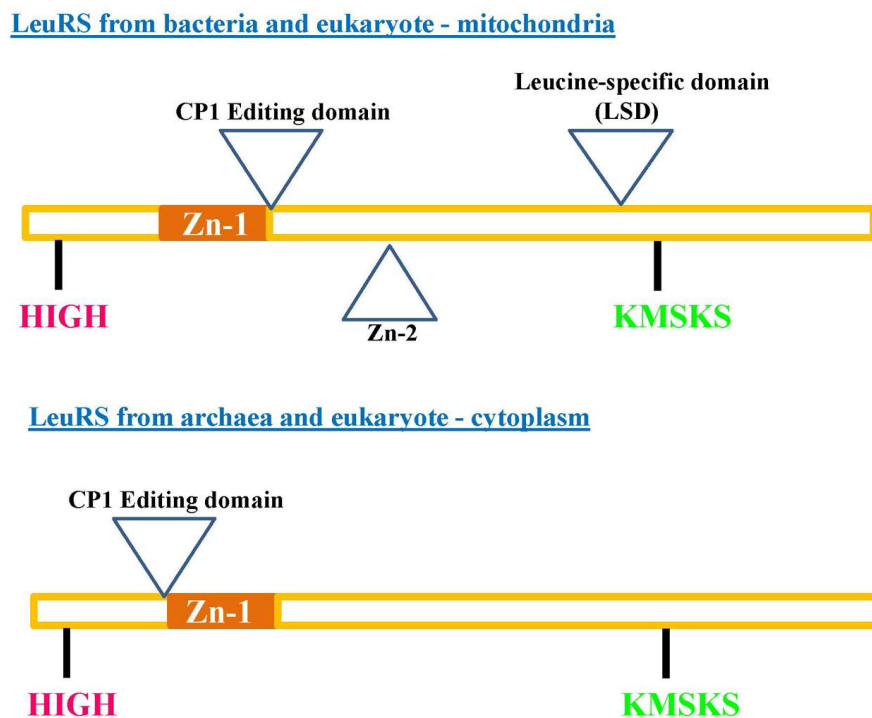 LeuRS from bacteria and eukaryote - mitochondria
Leucine-specific domain
(LSD)
CP1 Editing domain
Zn-1
HIGH
KMSKS
Zn-2
LeuRS from archaea and eukaryote - cytoplasm
CP1 Editing domain
Zn-1
HIGH
KMSKS